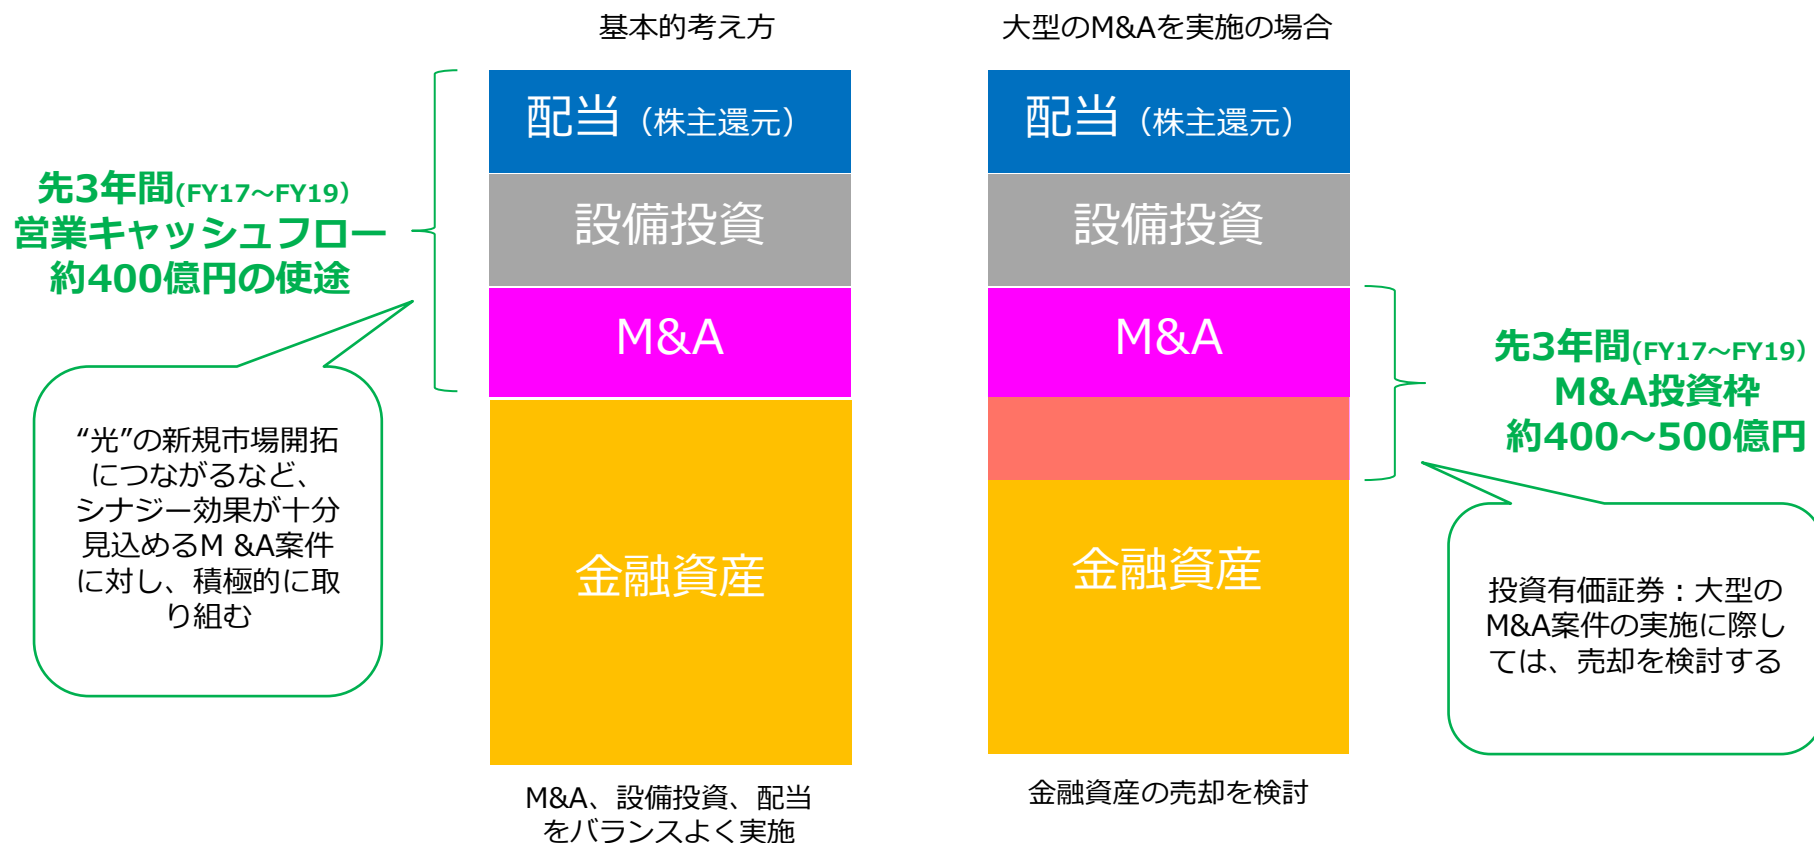 基本的考え方
大型のM&Aを実施の場合
先3年間(FY17～FY19）
営業キャッシュフロー
約400億円の使途
“光”の新規市場開拓
につながるなど、
シナジー効果が十分
見込めるM &A案件
に対し、積極的に取
り組む
配当（株主還元）
設備投資
M&A
金融資産
M&A、設備投資、配当
をバランスよく実施
配当（株主還元）
設備投資
M&A
金融資産
金融資産の売却を検討
先3年間(FY17～FY19）
M&A投資枠
約400～500億円
投資有価証券：大型の
M&A案件の実施に際し
ては、売却を検討する